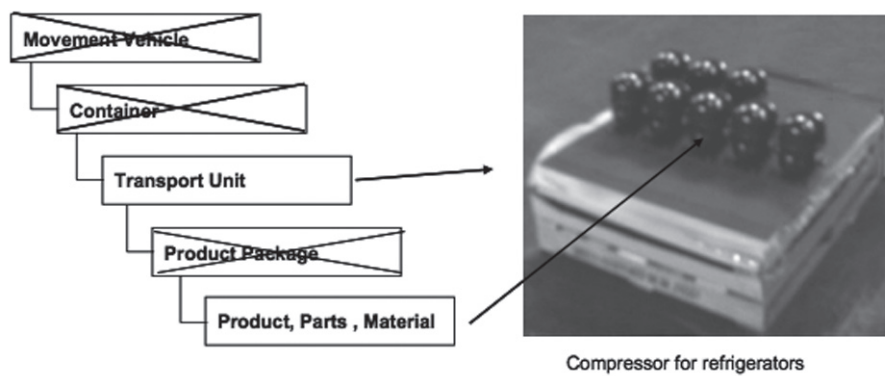 Movement Vehicle
Container
Transport Unit
Product Package
Product, Parts , Material
Compressor for refrigerators